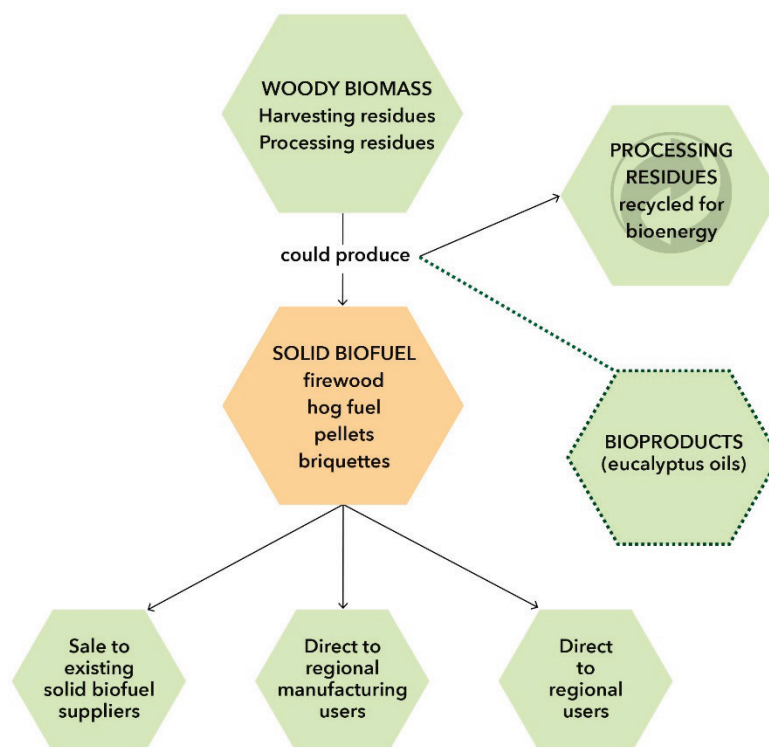 WOODY BIOMASS
Harvesting residues
Processing residues
PROCESSING
RESIDUES
recycled for
bioenergy
could produce
SOLID BIOFUEL
firewood
hog fuel
pellets
briquettes
BIOPRODUCTS
(eucalyptus oils)
Sale to
existing
solid biofuel
suppliers
Direct to
regional
manufacturing
users
Direct
to
regional
users